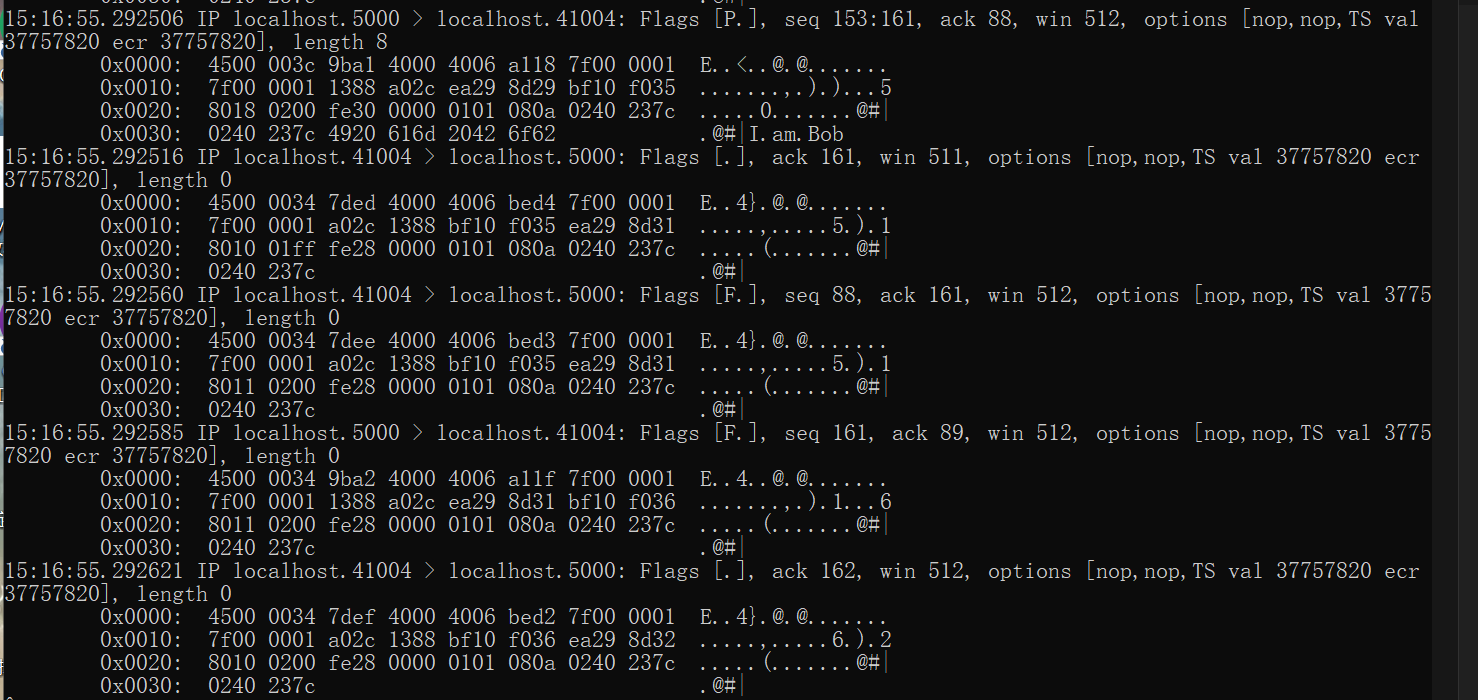 15:16:55.292506 IP localhost.5000 > localhost.41004: Flags [P.], seq 153:161, ack 88, win 512, options [nop,nop,TS val
37757820 ecr 37757820], length 8
0x0000:  4500 003c 9ba1 4000 4006 a118 7f00 0001  E..<..@.@.......
0x0010:  7f00 0001 1388 a02c ea29 8d29 bf10 f035  .......,.).)...5
0x0020:  8018 0200 fe30 0000 0101 080a 0240 237c  .....0.......@#|
0x0030:  0240 237c 4920 616d 2042 6f62  .@#|I.am.Bob
15:16:55.292516 IP localhost.41004 > localhost.5000: Flags [.], ack 161, win 511, options [nop,nop,TS val 37757820 ecr
37757820], length 0
0x0000:  4500 0034 7ded 4000 4006 bed4 7f00 0001  E..4}.@.@.......
0x0010:  7f00 0001 a02c 1388 bf10 f035 ea29 8d31  .....,.....5.).1
0x0020:  8010 01ff fe28 0000 0101 080a 0240 237c  .....(.......@#|
0x0030:  0240 237c  .@#|
15:16:55.292560 IP localhost.41004 > localhost.5000: Flags [F.], seq 88, ack 161, win 512, options [nop,nop,TS val 3775
7820 ecr 37757820], length 0
0x0000:  4500 0034 7dee 4000 4006 bed3 7f00 0001  E..4}.@.@.......
0x0010:  7f00 0001 a02c 1388 bf10 f035 ea29 8d31  .....,.....5.).1
0x0020:  8011 0200 fe28 0000 0101 080a 0240 237c  .....(.......@#|
0x0030:  0240 237c  .@#|
15:16:55.292585 IP localhost.5000 > localhost.41004: Flags [F.], seq 161, ack 89, win 512, options [nop,nop,TS val 3775
7820 ecr 37757820], length 0
0x0000:  4500 0034 9ba2 4000 4006 a11f 7f00 0001  E..4..@.@.......
0x0010:  7f00 0001 1388 a02c ea29 8d31 bf10 f036  .......,.).1...6
0x0020:  8011 0200 fe28 0000 0101 080a 0240 237c  .....(.......@#|
0x0030:  0240 237c  .@#|
15:16:55.292621 IP localhost.41004 > localhost.5000: Flags [.], ack 162, win 512, options [nop,nop,TS val 37757820 ecr
37757820], length 0
0x0000:  4500 0034 7def 4000 4006 bed2 7f00 0001  E..4}.@.@.......
0x0010:  7f00 0001 a02c 1388 bf10 f036 ea29 8d32  .....,.....6.).2
0x0020:  8010 0200 fe28 0000 0101 080a 0240 237c  .....(.......@#|
0x0030:  0240 237c  .@#|